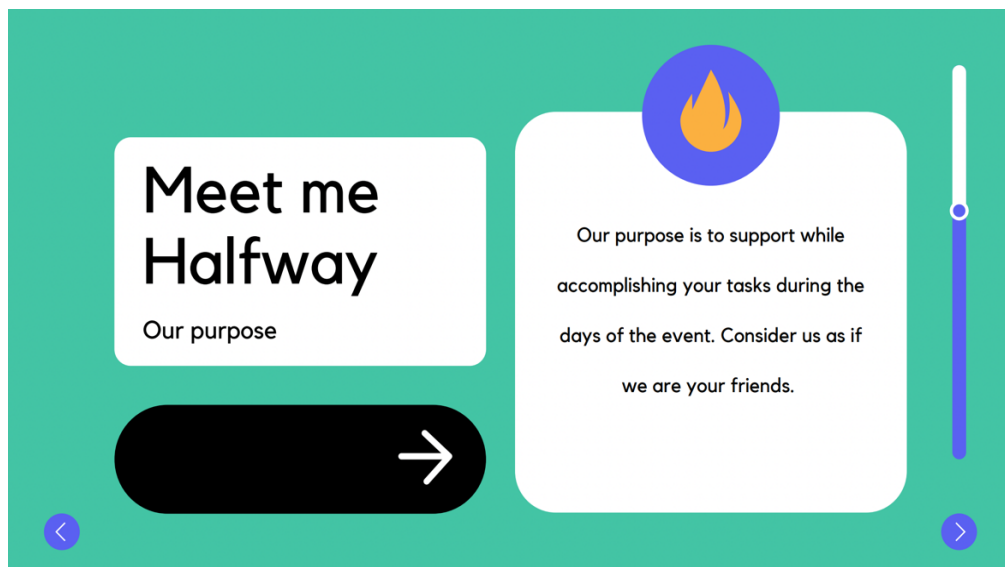 Meet me
Halfway
Our purpose
Our purpose is to support while
accomplishing your tasks during the
days of the event. Consider us as if
we are your friends.